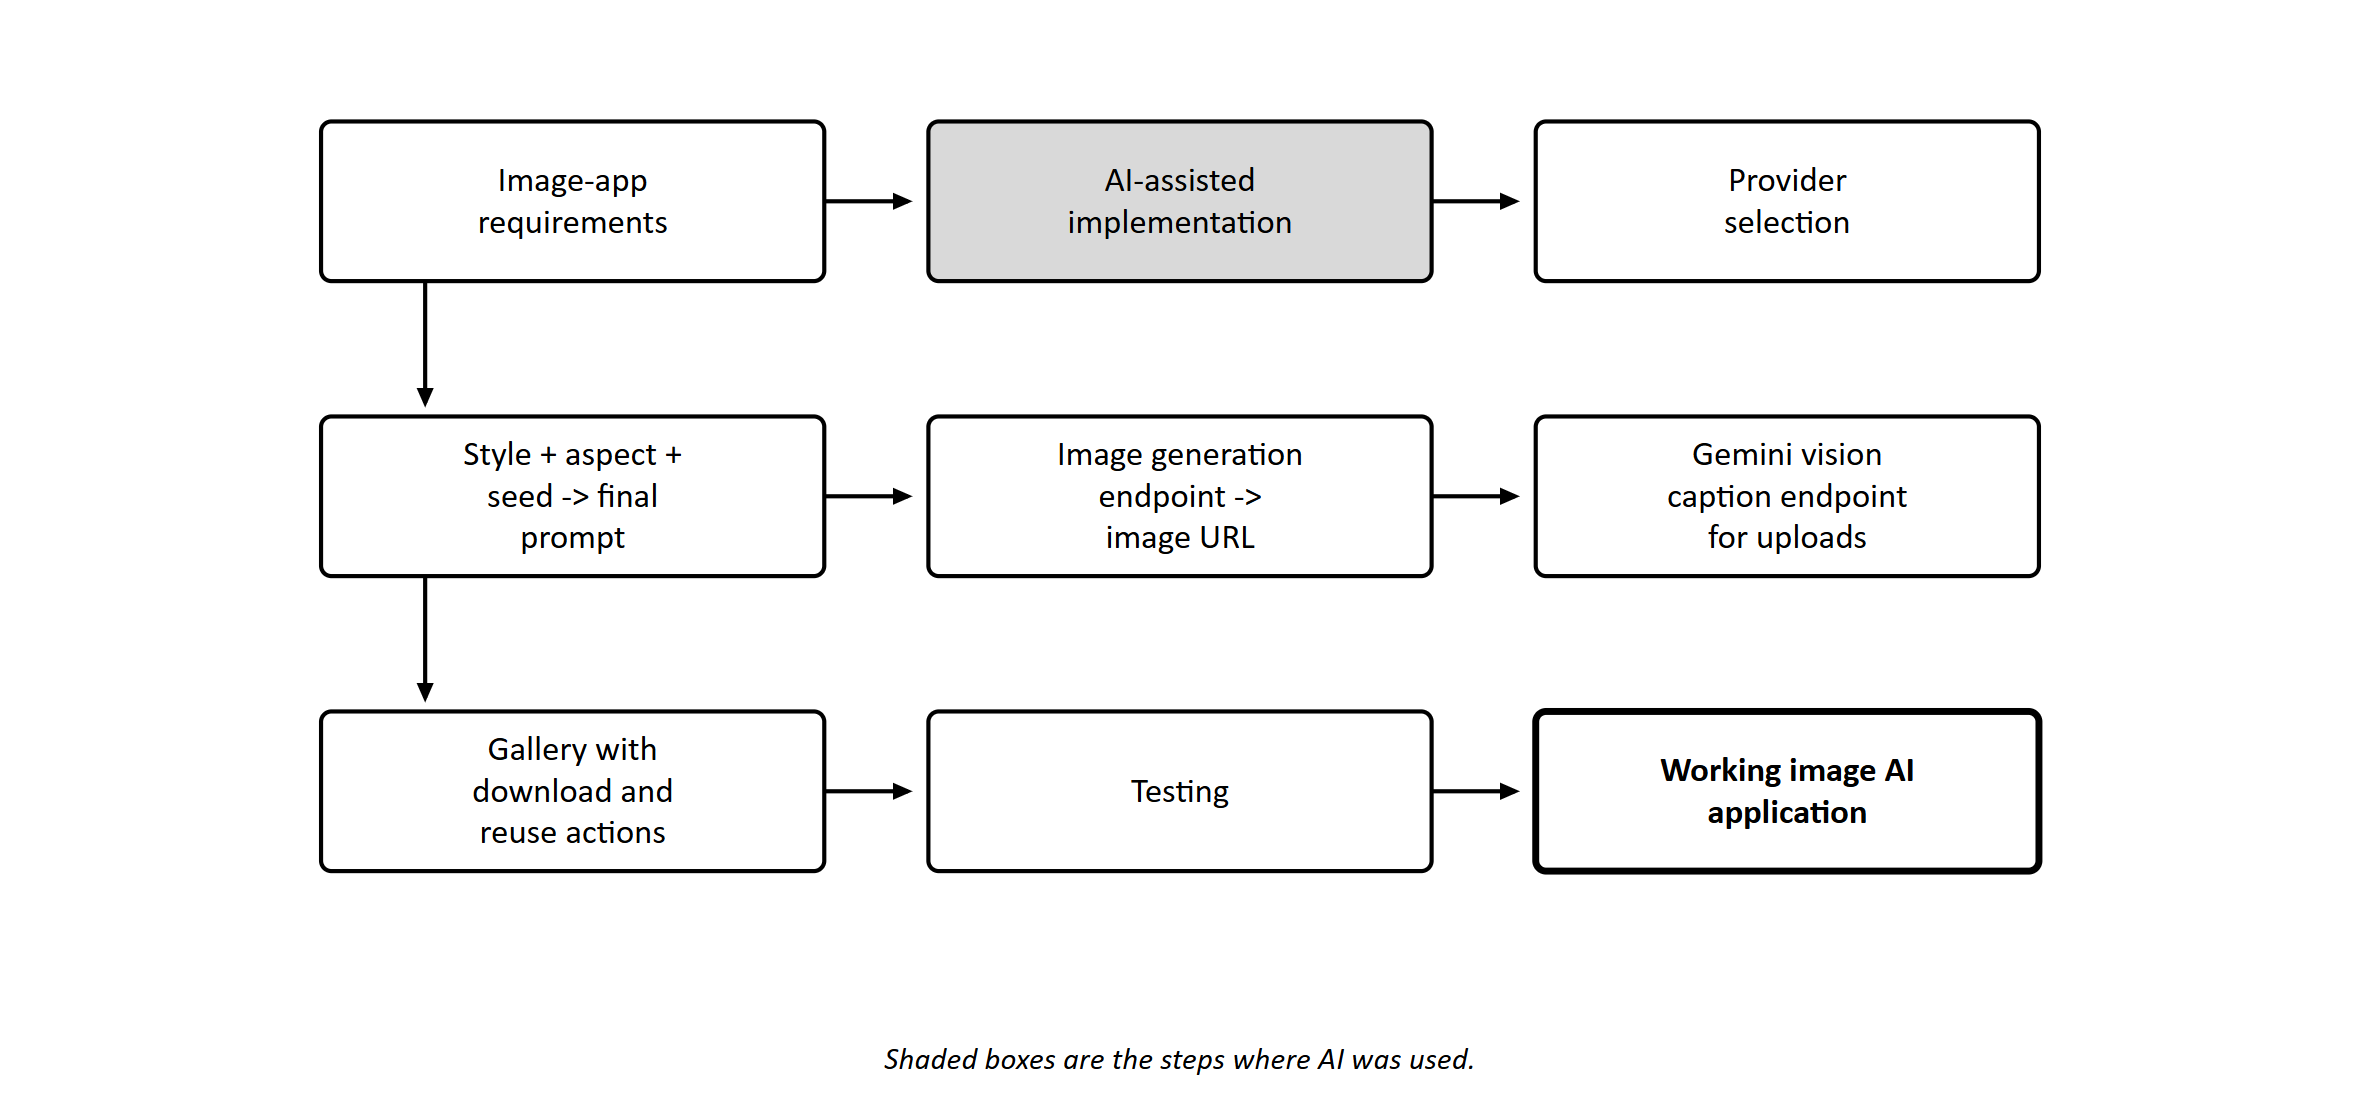 Image-app
requirements
AI-assisted
implementation
Provider
selection
Style + aspect +
seed -> final
prompt
Image generation
endpoint ->
image URL
Gemini vision
caption endpoint
for uploads
Gallery with
download and
reuse actions
Testing
Working image AI
application
Shaded boxes are the steps where AI was used.